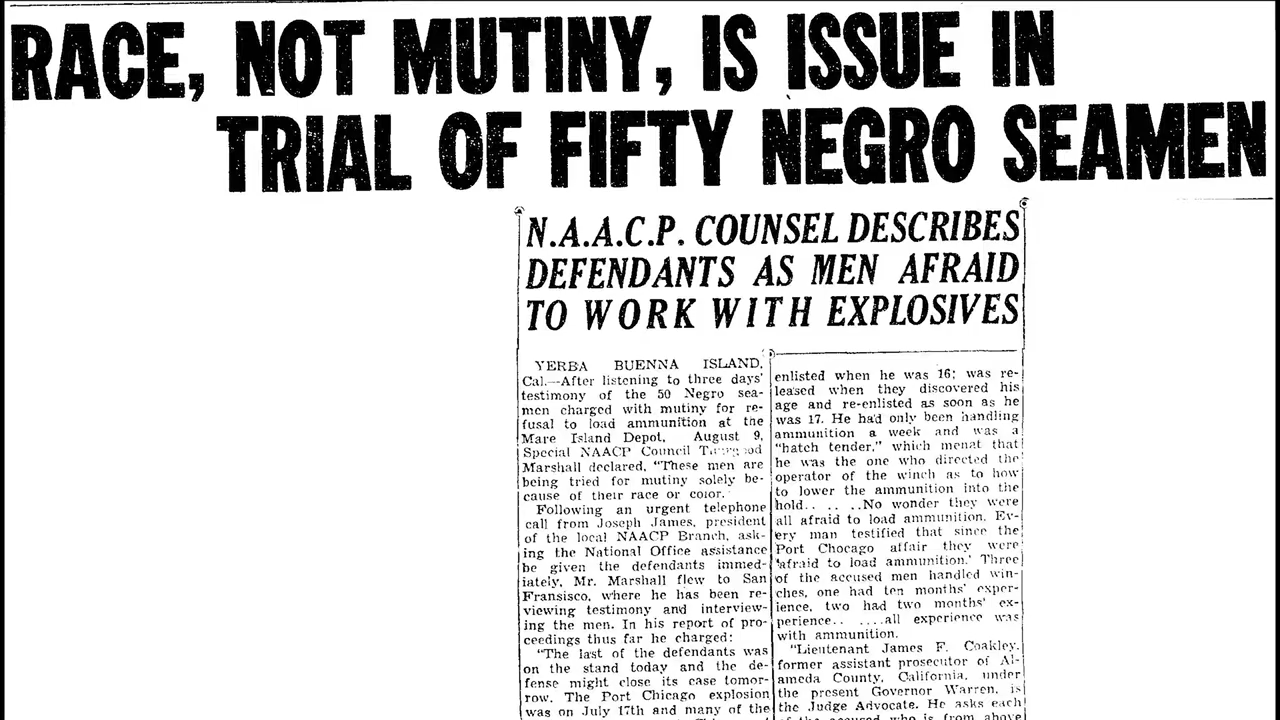 RACE, NOT MUTINY, IS ISSUE IN
TRIAL OF FIFTY NEGRO SEAMEN
N.A.A.C.P. COUNSEL DESCRIBES
DEFENDANTS AS MEN AFRAID
TO WORK WITH EXPLOSIVES
YERBA BUENNA ISLAND,
Cal.—After listening to three days'
testimony of the 50 Negro sea-
men charged with mutiny for re-
fusal to load ammunition at the
Mare Island Depot, August 9,
Special NAACP Council
Marshall declared, "These men are
being tried for mutiny solely be-
cause of their race or color.
Following an urgent telephone
call from Joseph James, president
of the local NAACP Branch, ask-
ing the National Office assistance
be given the defendants immed-
iately, Mr. Marshall flew to San
Fransisco, where he has been re-
viewing testimony and interview-
ing the men. In his report of pro-
ceedings thus far he charged:
"The last of the defendants was
on the stand today and the de-
fense might close its case tomor-
row. The Port Chicago explosion
was on July 17th and many of the
enlisted when he was 16; was re-
leased when they discovered his
age and re-enlisted as soon as he
was 17. He had only been handling
ammunition a week and was a
"hatch tender," which menat that
he was the one who directed the
operator of the winch as to how
to lower the ammunition into the
hold.. .. ..No wonder they were
all afraid to load ammunition. Ev-
ery man testified that since the
Port Chocago affair they were
'afraid to load ammunition.' Three
of the accused men handled win-
ches, one had ten months' exper-
ience, two had two months' ex-
perience.. ....all experience was
with ammunition.
"Lieutenant James F. Coakley,
former assistant prosecutor of Al-
ameda County, California, under
the present Governor Warren, is
the Judge Advocate. He asks each
of the accused who is from above